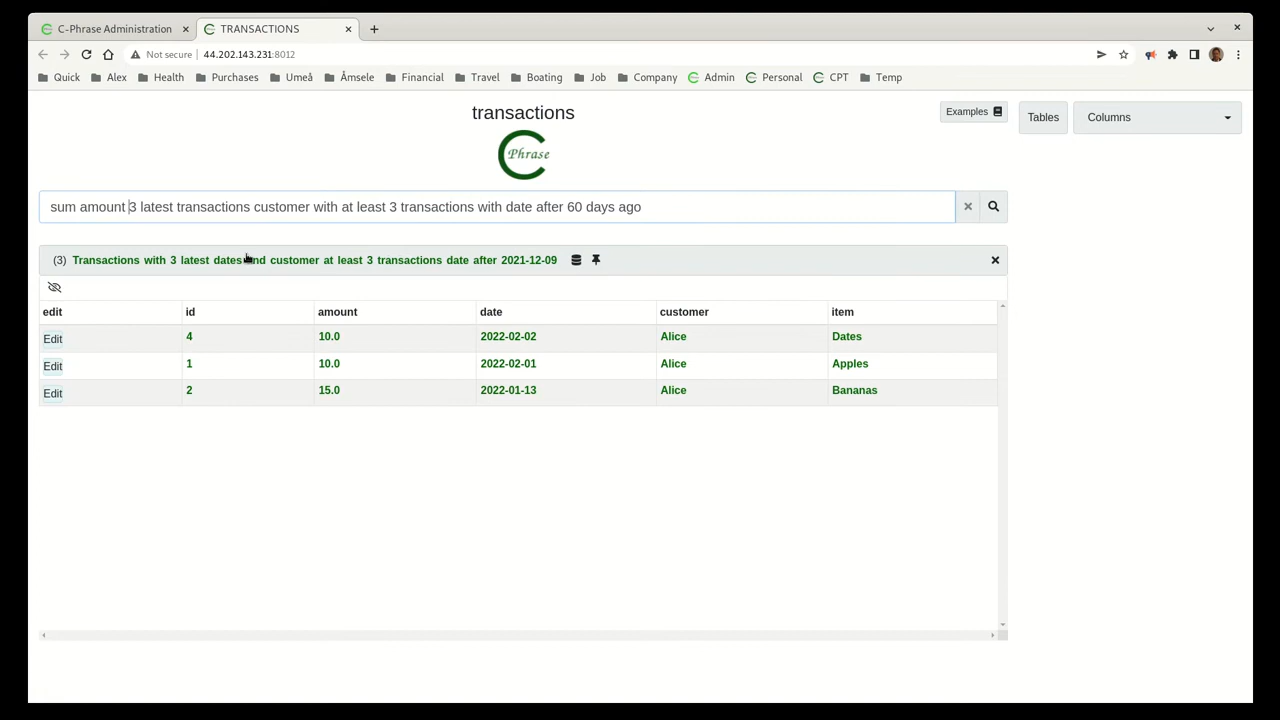 C-Phrase Administration
TRANSACTIONS
Not secure 44.202.143.231:8012
Quick Alex Health Purchases Umeå Åmsele Financial Travel Boating Job Company Admin Personal CPT Temp
transactions
Examples
Tables
Columns
C Phrase
sum amount 3 latest transactions customer with at least 3 transactions with date after 60 days ago
(3) Transactions with 3 latest dates and customer at least 3 transactions date after 2021-12-09
edit id amount date customer item
Edit 4 10.0 2022-02-02 Alice Dates
Edit 1 10.0 2022-02-01 Alice Apples
Edit 2 15.0 2022-01-13 Alice Bananas